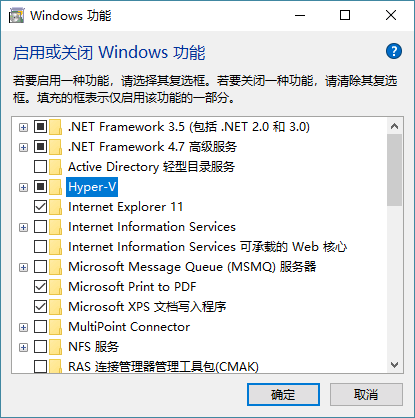 Windows 功能
启用或关闭 Windows 功能
若要启用一种功能，请选择其复选框。若要关闭一种功能，请清除其复选
框。填充的框表示仅启用该功能的一部分。
.NET Framework 3.5 (包括 .NET 2.0 和 3.0)
.NET Framework 4.7 高级服务
Active Directory 轻型目录服务
Hyper-V
Internet Explorer 11
Internet Information Services
Internet Information Services 可承载的 Web 核心
Microsoft Message Queue (MSMQ) 服务器
Microsoft Print to PDF
Microsoft XPS 文档写入程序
MultiPoint Connector
NFS 服务
RAS 连接管理器管理工具包(CMAK)
确定 取消